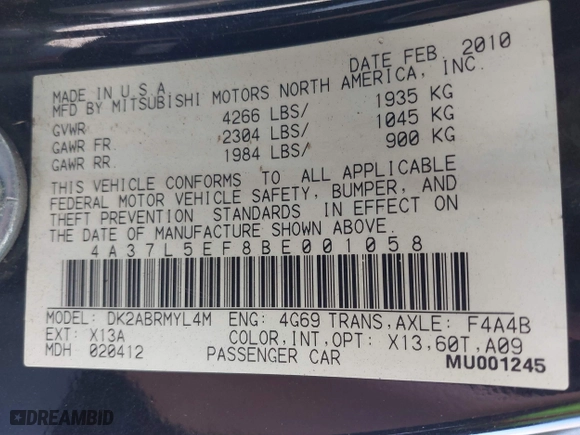 DATE FEB. 2010
MADE IN U.S.A.
MFD BY MITSUBISHI MOTORS NORTH AMERICA, INC.
GVWR 4266 LBS/ 1935 KG
GAWR FR. 2304 LBS/ 1045 KG
GAWR RR. 1984 LBS/ 900 KG
THIS VEHICLE CONFORMS TO ALL APPLICABLE
FEDERAL MOTOR VEHICLE SAFETY, BUMPER, AND
THEFT PREVENTION STANDARDS IN EFFECT ON
THE DATE OF MANUFACTURE SHOWN ABOVE.
4A37L5EF8BE001058
MODEL: DK2ABRMYL4M ENG: 4G69 TRANS,AXLE: F4A4B
EXT: X13A COLOR,INT,OPT: X13,60T,A09
MDH 020412 PASSENGER CAR
MU001245
DREAMBID